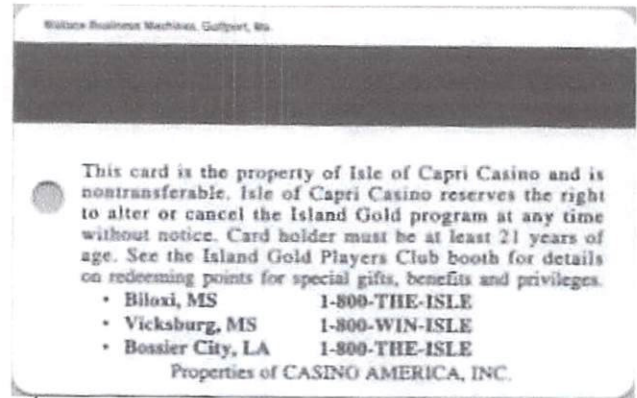 Wallace Business Machines, Gulfport, Ms.
This card is the property of Isle of Capri Casino and is
nontransferable. Isle of Capri Casino reserves the right
to alter or cancel the Island Gold program at any time
without notice. Card holder must be at least 21 years of
age. See the Island Gold Players Club booth for details
on redeeming points for special gifts, benefits and privileges.
• Biloxi, MS 1-800-THE-ISLE
• Vicksburg, MS 1-800-WIN-ISLE
• Bossier City, LA 1-800-THE-ISLE
Properties of CASINO AMERICA, INC.